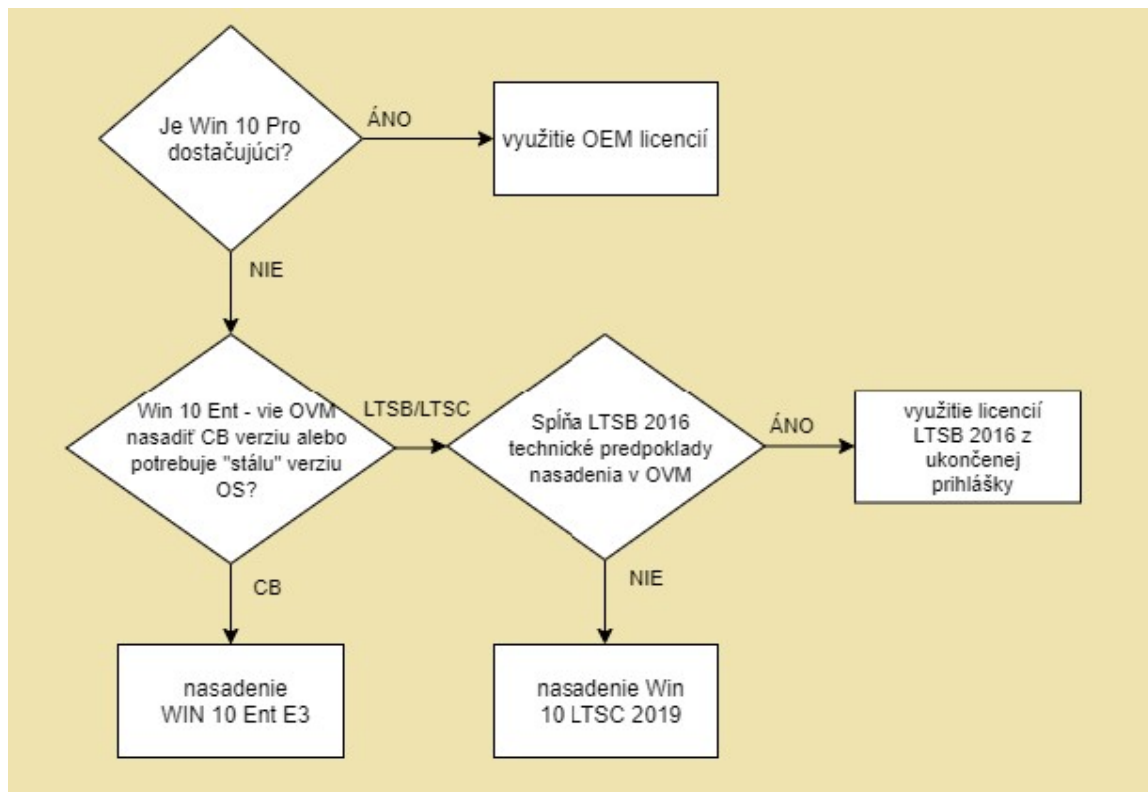 Je Win 10 Pro
dostačujúci?
ÁNO
využitie OEM licencií
NIE
Win 10 Ent - vie OVM
nasadiť CB verziu alebo
potrebuje "stálu" verziu
OS?
LTSB/LTSC
Spĺňa LTSB 2016
technické predpoklady
nasadenia v OVM
ÁNO
využitie licencií
LTSB 2016 z
ukončenej
prihlášky
CB
NIE
nasadenie
WIN 10 Ent E3
nasadenie Win
10 LTSC 2019